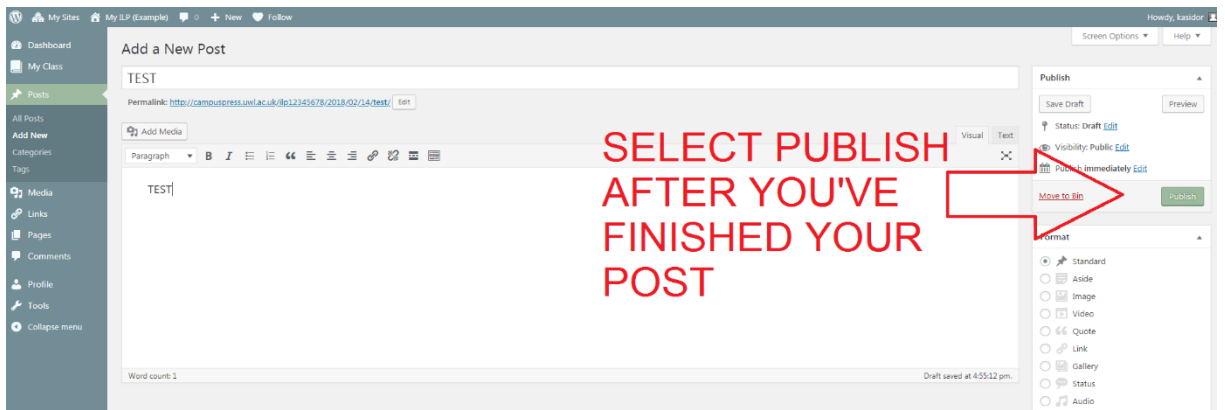 My Sites My ILP (Example) 0 + New Follow Howdy, kasidor
Screen Options ▼ Help ▼
Dashboard
My Class
Posts
All Posts
Add New
Categories
Tags
Media
Links
Pages
Comments
Profile
Tools
Collapse menu
Add a New Post
TEST
Permalink: http://campuspress.uwl.ac.uk/ilp12345678/2018/02/14/test/ Edit
Add Media
Visual Text
Paragraph ▼ B I
TEST
Word count: 1 Draft saved at 4:55:12 pm.
SELECT PUBLISH
AFTER YOU'VE
FINISHED YOUR
POST
Publish
Save Draft Preview
Status: Draft Edit
Visibility: Public Edit
Publish immediately Edit
Move to Bin Publish
Format
Standard
Aside
Image
Video
Quote
Link
Gallery
Status
Audio